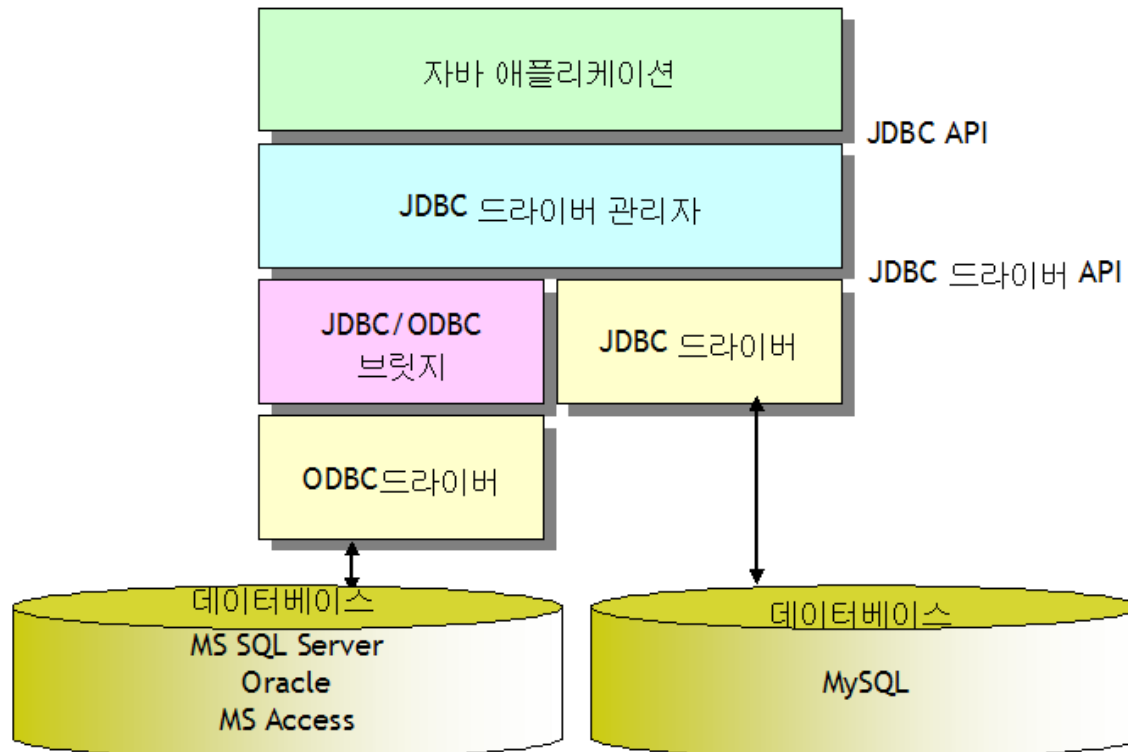 자바 애플리케이션
JDBC API
JDBC 드라이버 관리자
JDBC 드라이버 API
JDBC/ODBC
브릿지
JDBC 드라이버
ODBC드라이버
데이터베이스
MS SQL Server
Oracle
MS Access
데이터베이스
MySQL